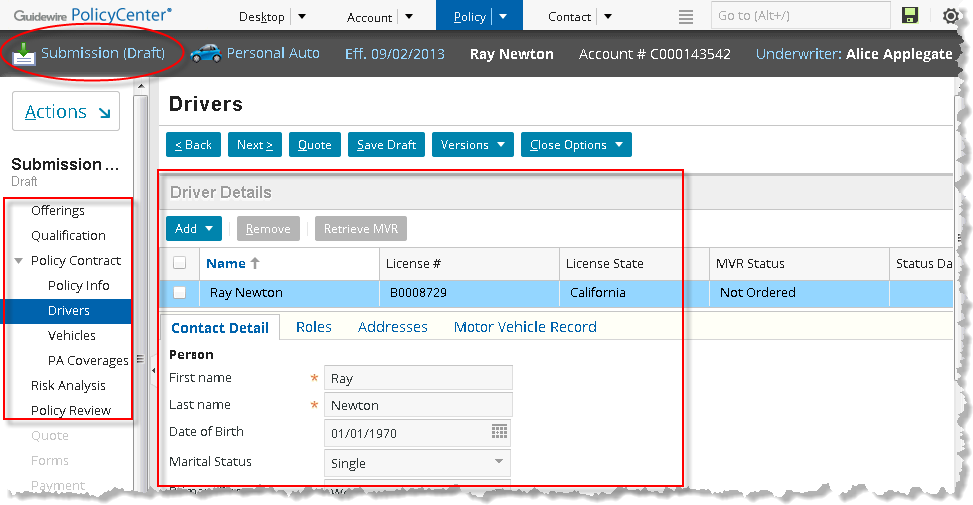 Guidewire PolicyCenter® Desktop Account Policy Contact Go to (Alt+/)
Submission (Draft) Personal Auto Eff. 09/02/2013 Ray Newton Account # C000143542 Underwriter: Alice Applegate
Actions
Submission ...
Draft
Offerings
Qualification
Policy Contract
Policy Info
Drivers
Vehicles
PA Coverages
Risk Analysis
Policy Review
Quote
Forms
Payment
Drivers
< Back Next > Quote Save Draft Versions Close Options
Driver Details
Add Remove Retrieve MVR
Name License # License State MVR Status Status Da
Ray Newton B0008729 California Not Ordered
Contact Detail Roles Addresses Motor Vehicle Record
Person
First name * Ray
Last name * Newton
Date of Birth 01/01/1970
Marital Status Single